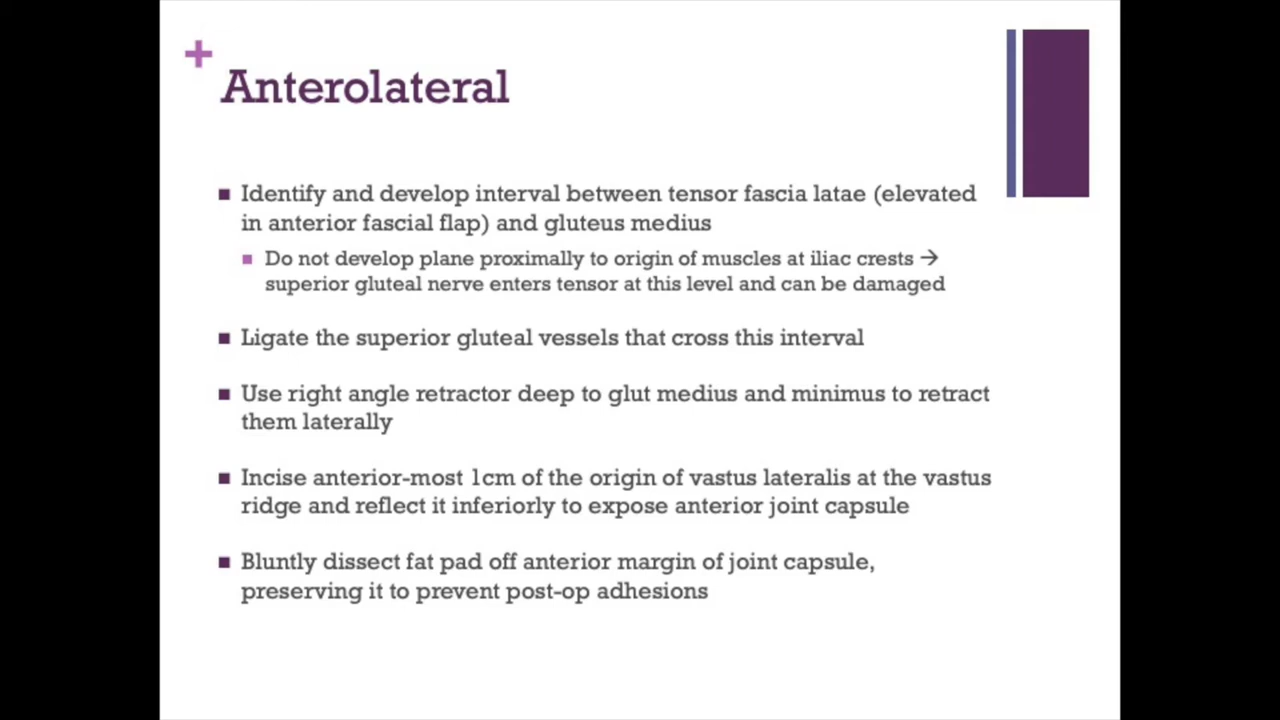 Anterolateral
Identify and develop interval between tensor fascia latae (elevated
in anterior fascial flap) and gluteus medius
Do not develop plane proximally to origin of muscles at iliac crests →
superior gluteal nerve enters tensor at this level and can be damaged
Ligate the superior gluteal vessels that cross this interval
Use right angle retractor deep to glut medius and minimus to retract
them laterally
Incise anterior-most 1cm of the origin of vastus lateralis at the vastus
ridge and reflect it inferiorly to expose anterior joint capsule
Bluntly dissect fat pad off anterior margin of joint capsule,
preserving it to prevent post-op adhesions